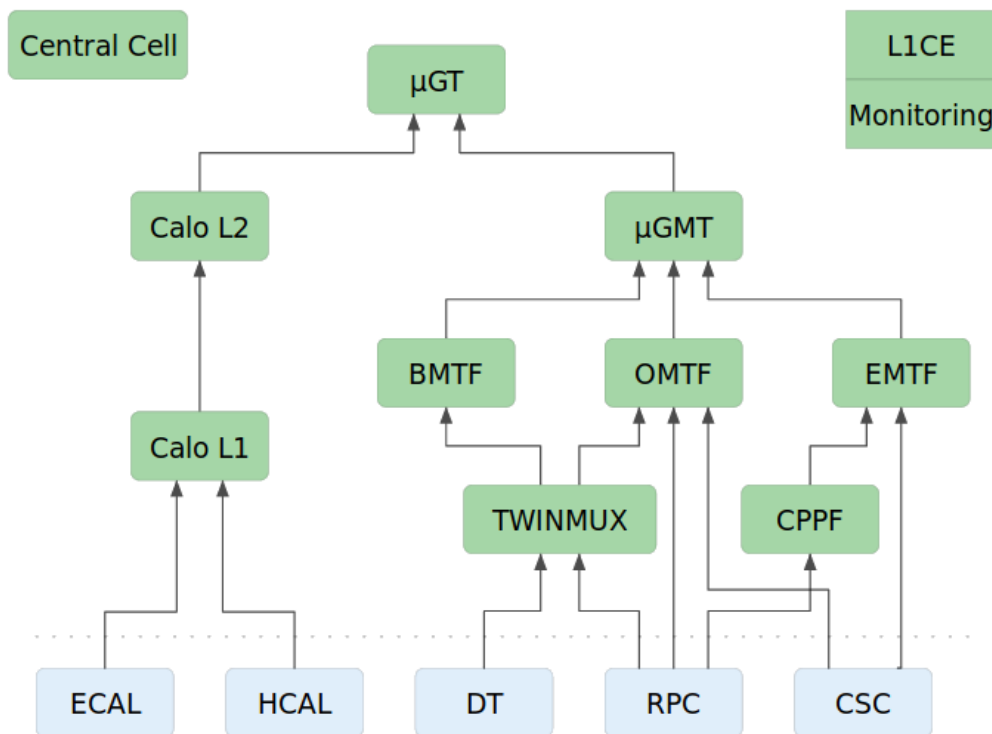 Central Cell
L1CE
µGT
Monitoring
Calo L2
µGMT
BMTF
OMTF
EMTF
Calo L1
TWINMUX
CPPF
ECAL
HCAL
DT
RPC
CSC